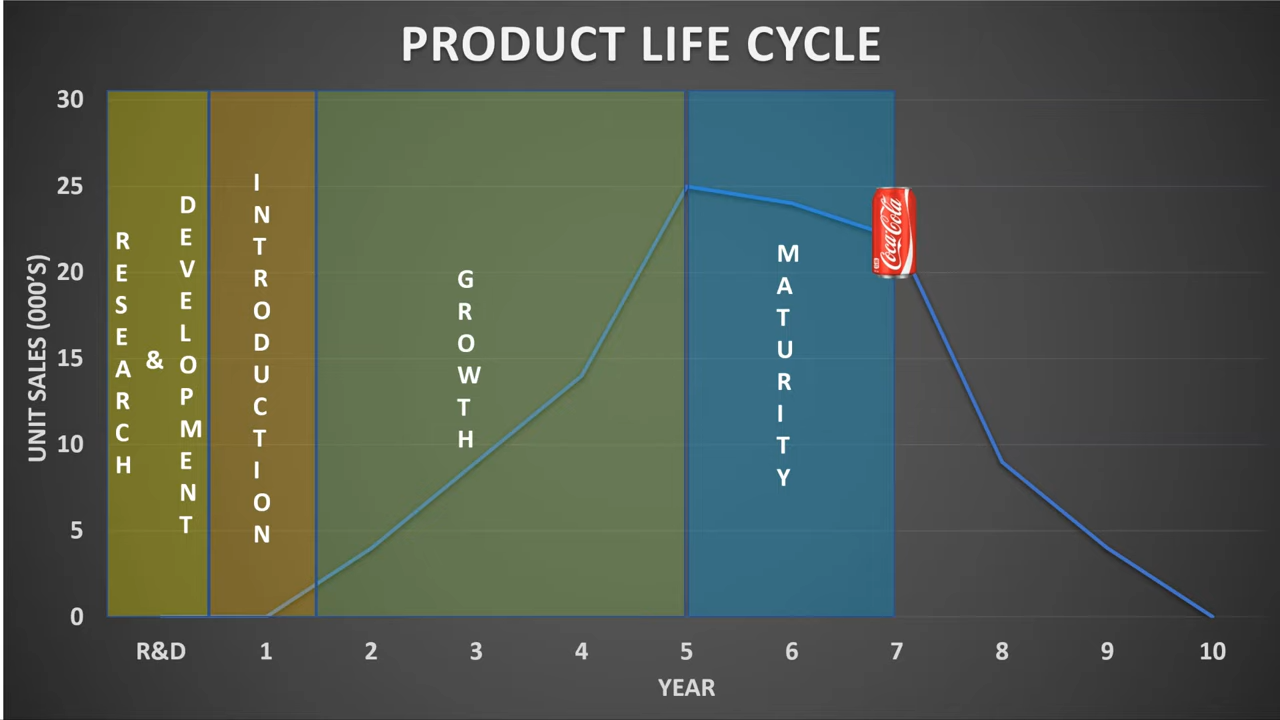 PRODUCT LIFE CYCLE
30
25
20
15
10
5
0
UNIT SALES (000'S)
RESEARCH
&
DEVELOPMENT
INTRODUCTION
GROWTH
MATURITY
Coca-Cola
R&D 1 2 3 4 5 6 7 8 9 10
YEAR